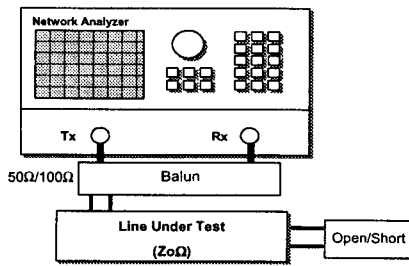 Network Analyzer
Tx
Rx
50Ω/100Ω
Balun
Line Under Test
(ZoΩ)
Open/Short